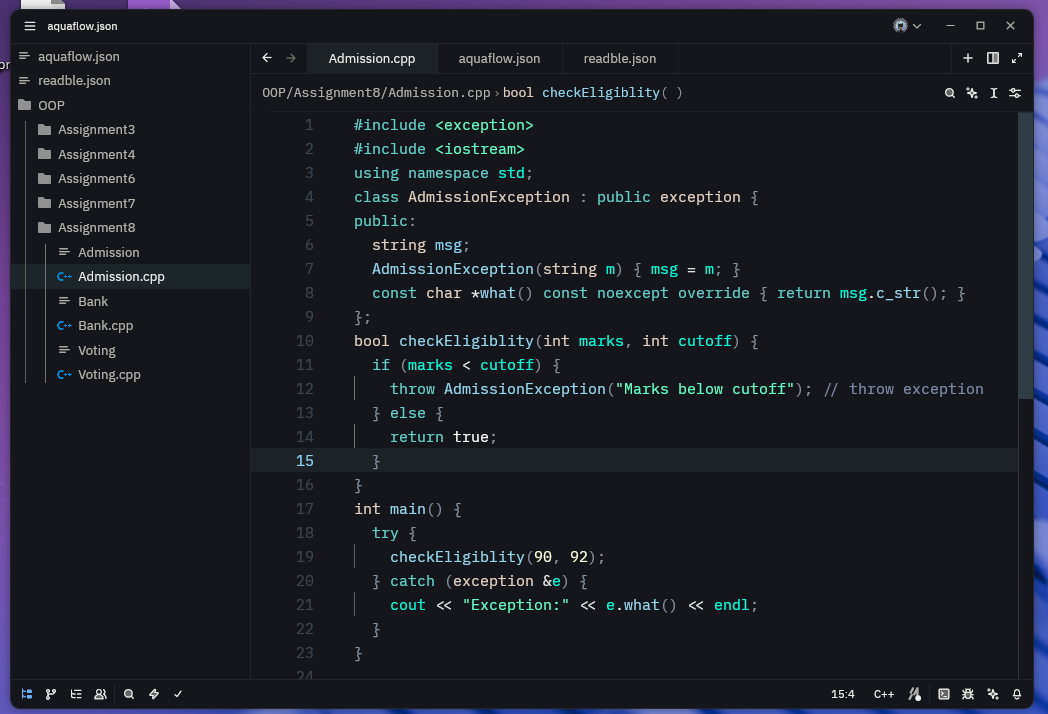 aquaflow.json
aquaflow.json
readble.json
OOP
Assignment3
Assignment4
Assignment6
Assignment7
Assignment8
Admission
Admission.cpp
Bank
Bank.cpp
Voting
Voting.cpp
Admission.cpp aquaflow.json readble.json
OOP/Assignment8/Admission.cpp › bool checkEligiblity( )
1 #include <exception>
2 #include <iostream>
3 using namespace std;
4 class AdmissionException : public exception {
5 public:
6 string msg;
7 AdmissionException(string m) { msg = m; }
8 const char *what() const noexcept override { return msg.c_str(); }
9 };
10 bool checkEligiblity(int marks, int cutoff) {
11 if (marks < cutoff) {
12 throw AdmissionException("Marks below cutoff"); // throw exception
13 } else {
14 return true;
15 }
16 }
17 int main() {
18 try {
19 checkEligiblity(90, 92);
20 } catch (exception &e) {
21 cout << "Exception:" << e.what() << endl;
22 }
23 }
24
15:4 C++